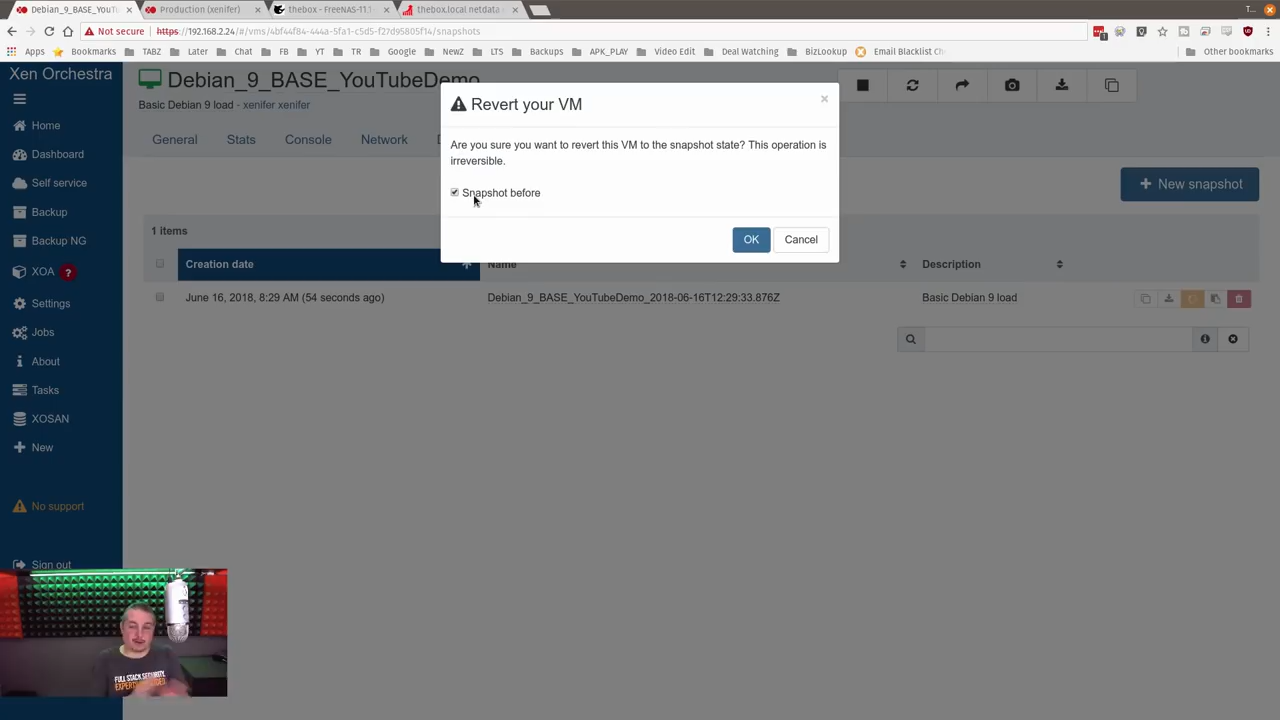 Debian_9_BASE_YouTubeD
Production (xenifer)
thebox - FreeNAS-11.1
thebox.local netdata
T...
Not secure
https://192.168.2.24/#/vms/4bf44f84-444a-5fa1-c5d5-f27d95805f14/snapshots
Apps
Bookmarks
TABZ
Later
Chat
FB
YT
TR
Google
NewZ
LTS
Backups
APK_PLAY
Video Edit
Deal Watching
BizLookup
Email Blacklist Ch
Other bookmarks
Xen Orchestra
Home
Dashboard
Self service
Backup
Backup NG
XOA ?
Settings
Jobs
About
Tasks
XOSAN
New
No support
Sign out
Debian_9_BASE_YouTubeDemo
Basic Debian 9 load - xenifer xenifer
General
Stats
Console
Network
Revert your VM
×
Are you sure you want to revert this VM to the snapshot state? This operation is
irreversible.
Snapshot before
OK
Cancel
+ New snapshot
1 items
Creation date
Name
Description
June 16, 2018, 8:29 AM (54 seconds ago)
Debian_9_BASE_YouTubeDemo_2018-06-16T12:29:33.876Z
Basic Debian 9 load
FULL STACK SECURITY